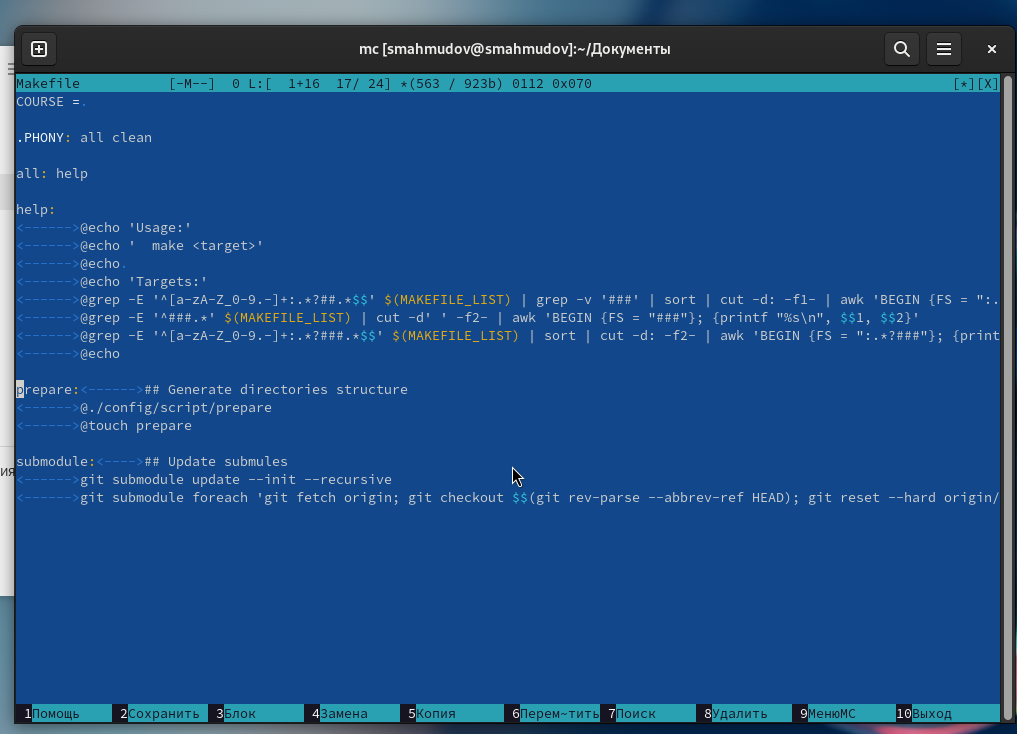 mc [smahmudov@smahmudov]:~/Документы
Makefile [-M--] 0 L:[ 1+16 17/ 24] *(563 / 923b) 0112 0x070 [*][X]
COURSE =.
.PHONY: all clean
all: help
help:
<------>@echo 'Usage:'
<------>@echo '  make <target>'
<------>@echo.
<------>@echo 'Targets:'
<------>@grep -E '^[a-zA-Z_0-9.-]+:.*?##.*$$' $(MAKEFILE_LIST) | grep -v '###' | sort | cut -d: -f1- | awk 'BEGIN {FS = ":.
<------>@grep -E '^###.*' $(MAKEFILE_LIST) | cut -d' ' -f2- | awk 'BEGIN {FS = "###"}; {printf "%s\n", $$1, $$2}'
<------>@grep -E '^[a-zA-Z_0-9.-]+:.*?###.*$$' $(MAKEFILE_LIST) | sort | cut -d: -f2- | awk 'BEGIN {FS = ":.*?###"}; {print
<------>@echo
prepare:<------>## Generate directories structure
<------>@./config/script/prepare
<------>@touch prepare
submodule:<---->## Update submules
ия
<------>git submodule update --init --recursive
<------>git submodule foreach 'git fetch origin; git checkout $$(git rev-parse --abbrev-ref HEAD); git reset --hard origin/
1Помощь 2Сохранить 3Блок 4Замена 5Копия 6Перем~тить 7Поиск 8Удалить 9МенюMC 10Выход